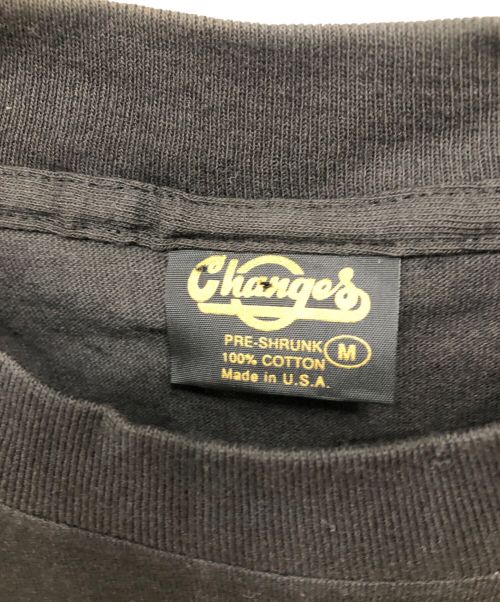 Changes
PRE-SHRUNK
100% COTTON
M
Made in U.S.A.